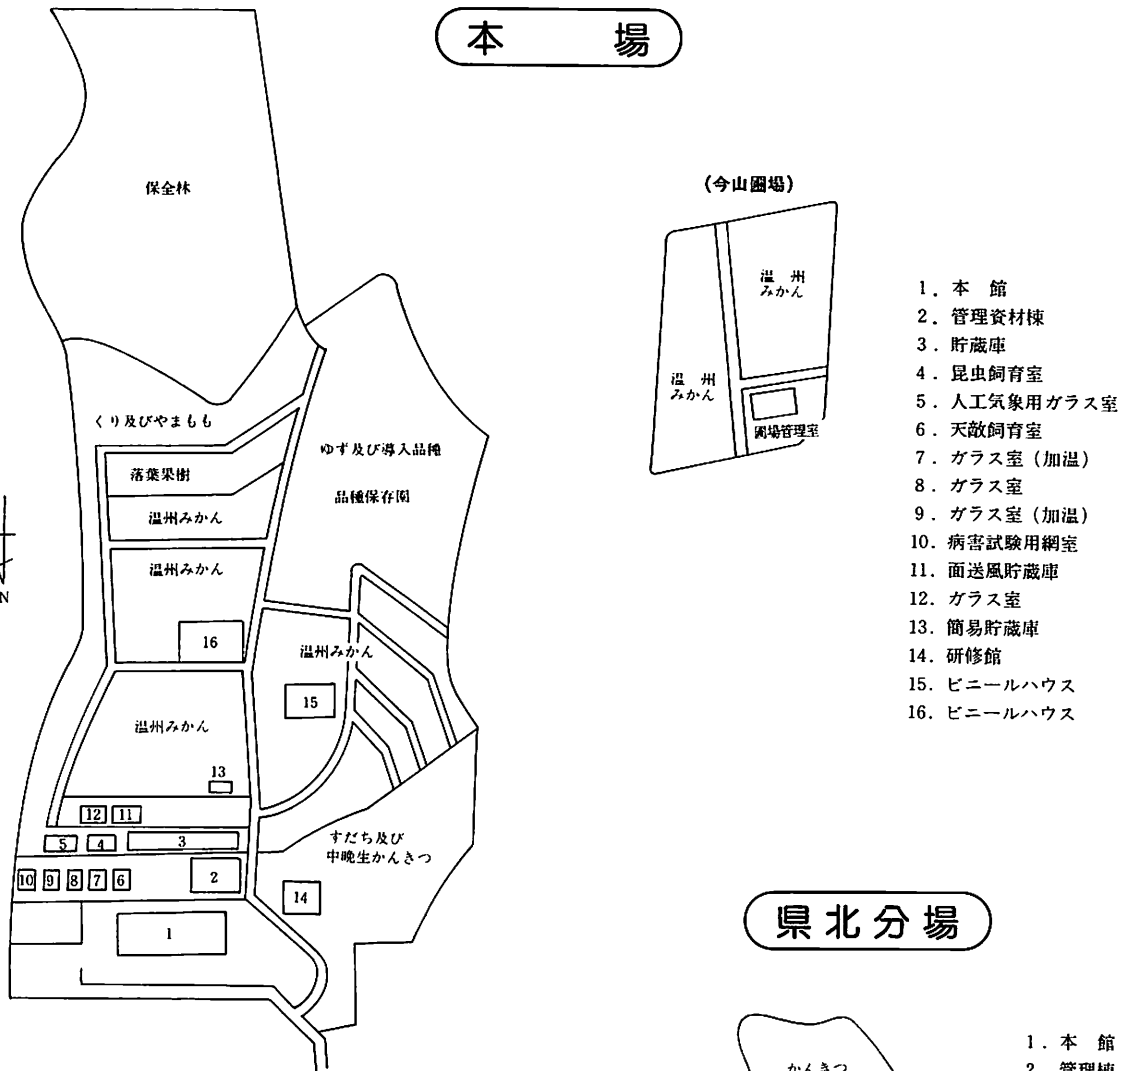 本 場
保全林
(今山圃場)
温 州
みかん
温 州
みかん
圃場管理室
1. 本 館
2. 管理資材棟
3. 貯蔵庫
4. 昆虫飼育室
5. 人工気象用ガラス室
6. 天敵飼育室
7. ガラス室 (加温)
8. ガラス室
9. ガラス室 (加温)
10. 病害試験用網室
11. 面送風貯蔵庫
12. ガラス室
13. 簡易貯蔵庫
14. 研修館
15. ビニールハウス
16. ビニールハウス
くり及びやまもも
落葉果樹
温州みかん
温州みかん
16
ゆず及び導入品種
品種保存園
温州みかん
15
N
温州みかん
13
12 11
5 4 3
10 9 8 7 6 2
1
すだち及び
中晩生かんきつ
14
県北分場
かんきつ
1. 本 館
2. 管理棟